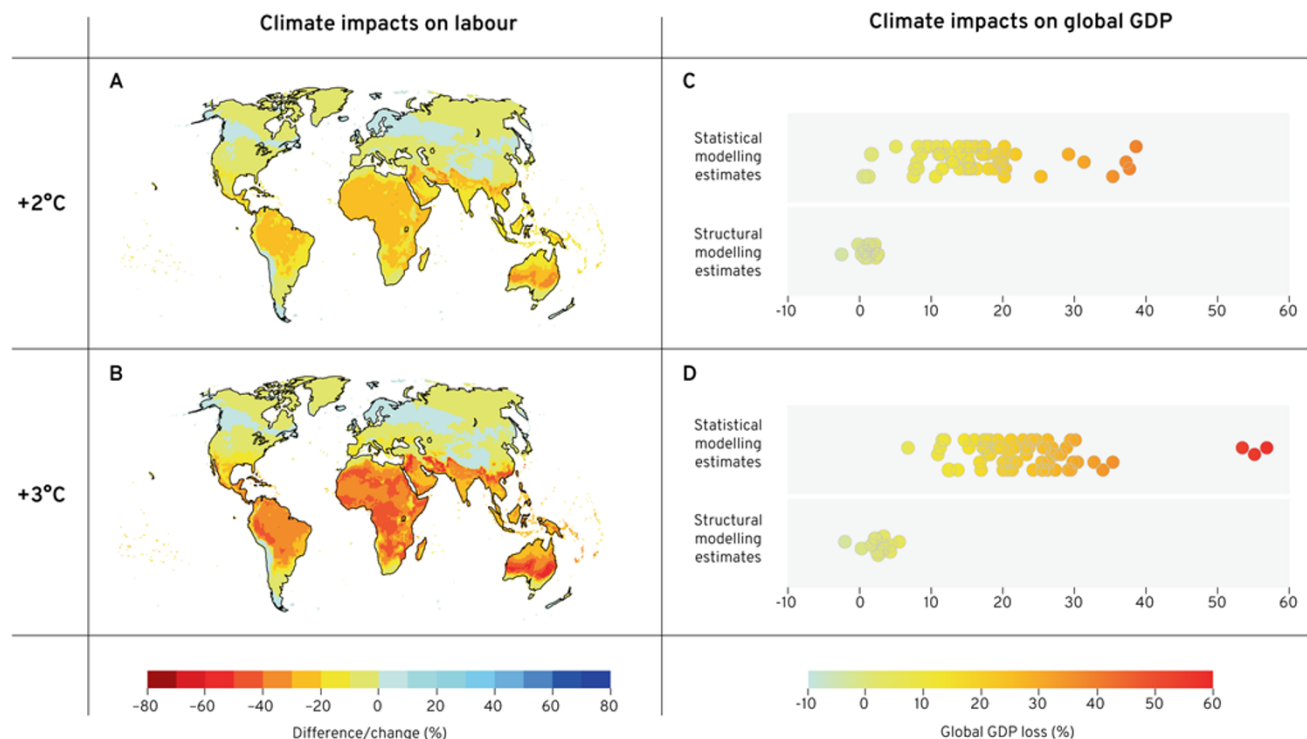 Climate impacts on labour
Climate impacts on global GDP
+2°C
A
C
Statistical
modelling
estimates
Structural
modelling
estimates
-10 0 10 20 30 40 50 60
+3°C
B
D
Statistical
modelling
estimates
Structural
modelling
estimates
-10 0 10 20 30 40 50 60
−80 −60 −40 −20 0 20 40 60 80
Difference/change (%)
-10 0 10 20 30 40 50 60
Global GDP loss (%)